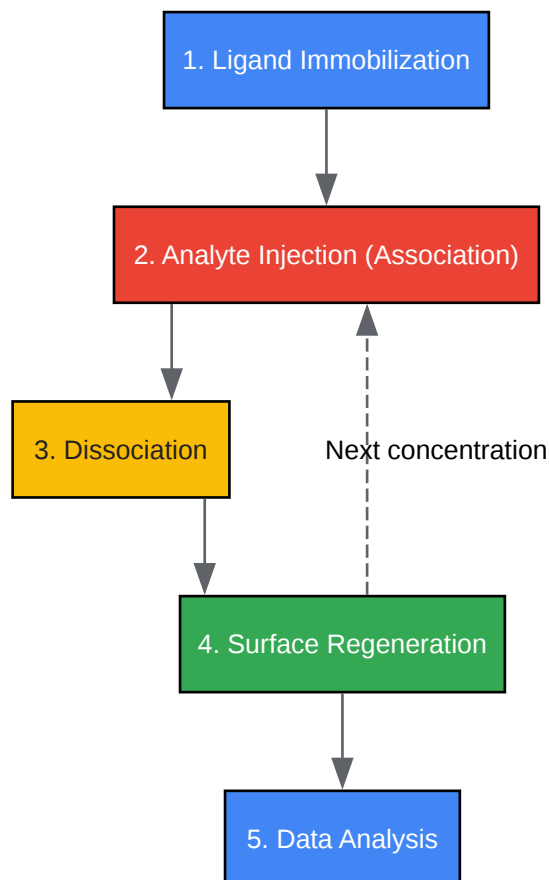 1. Ligand Immobilization
2. Analyte Injection (Association)
3. Dissociation
Next concentration
4. Surface Regeneration
5. Data Analysis